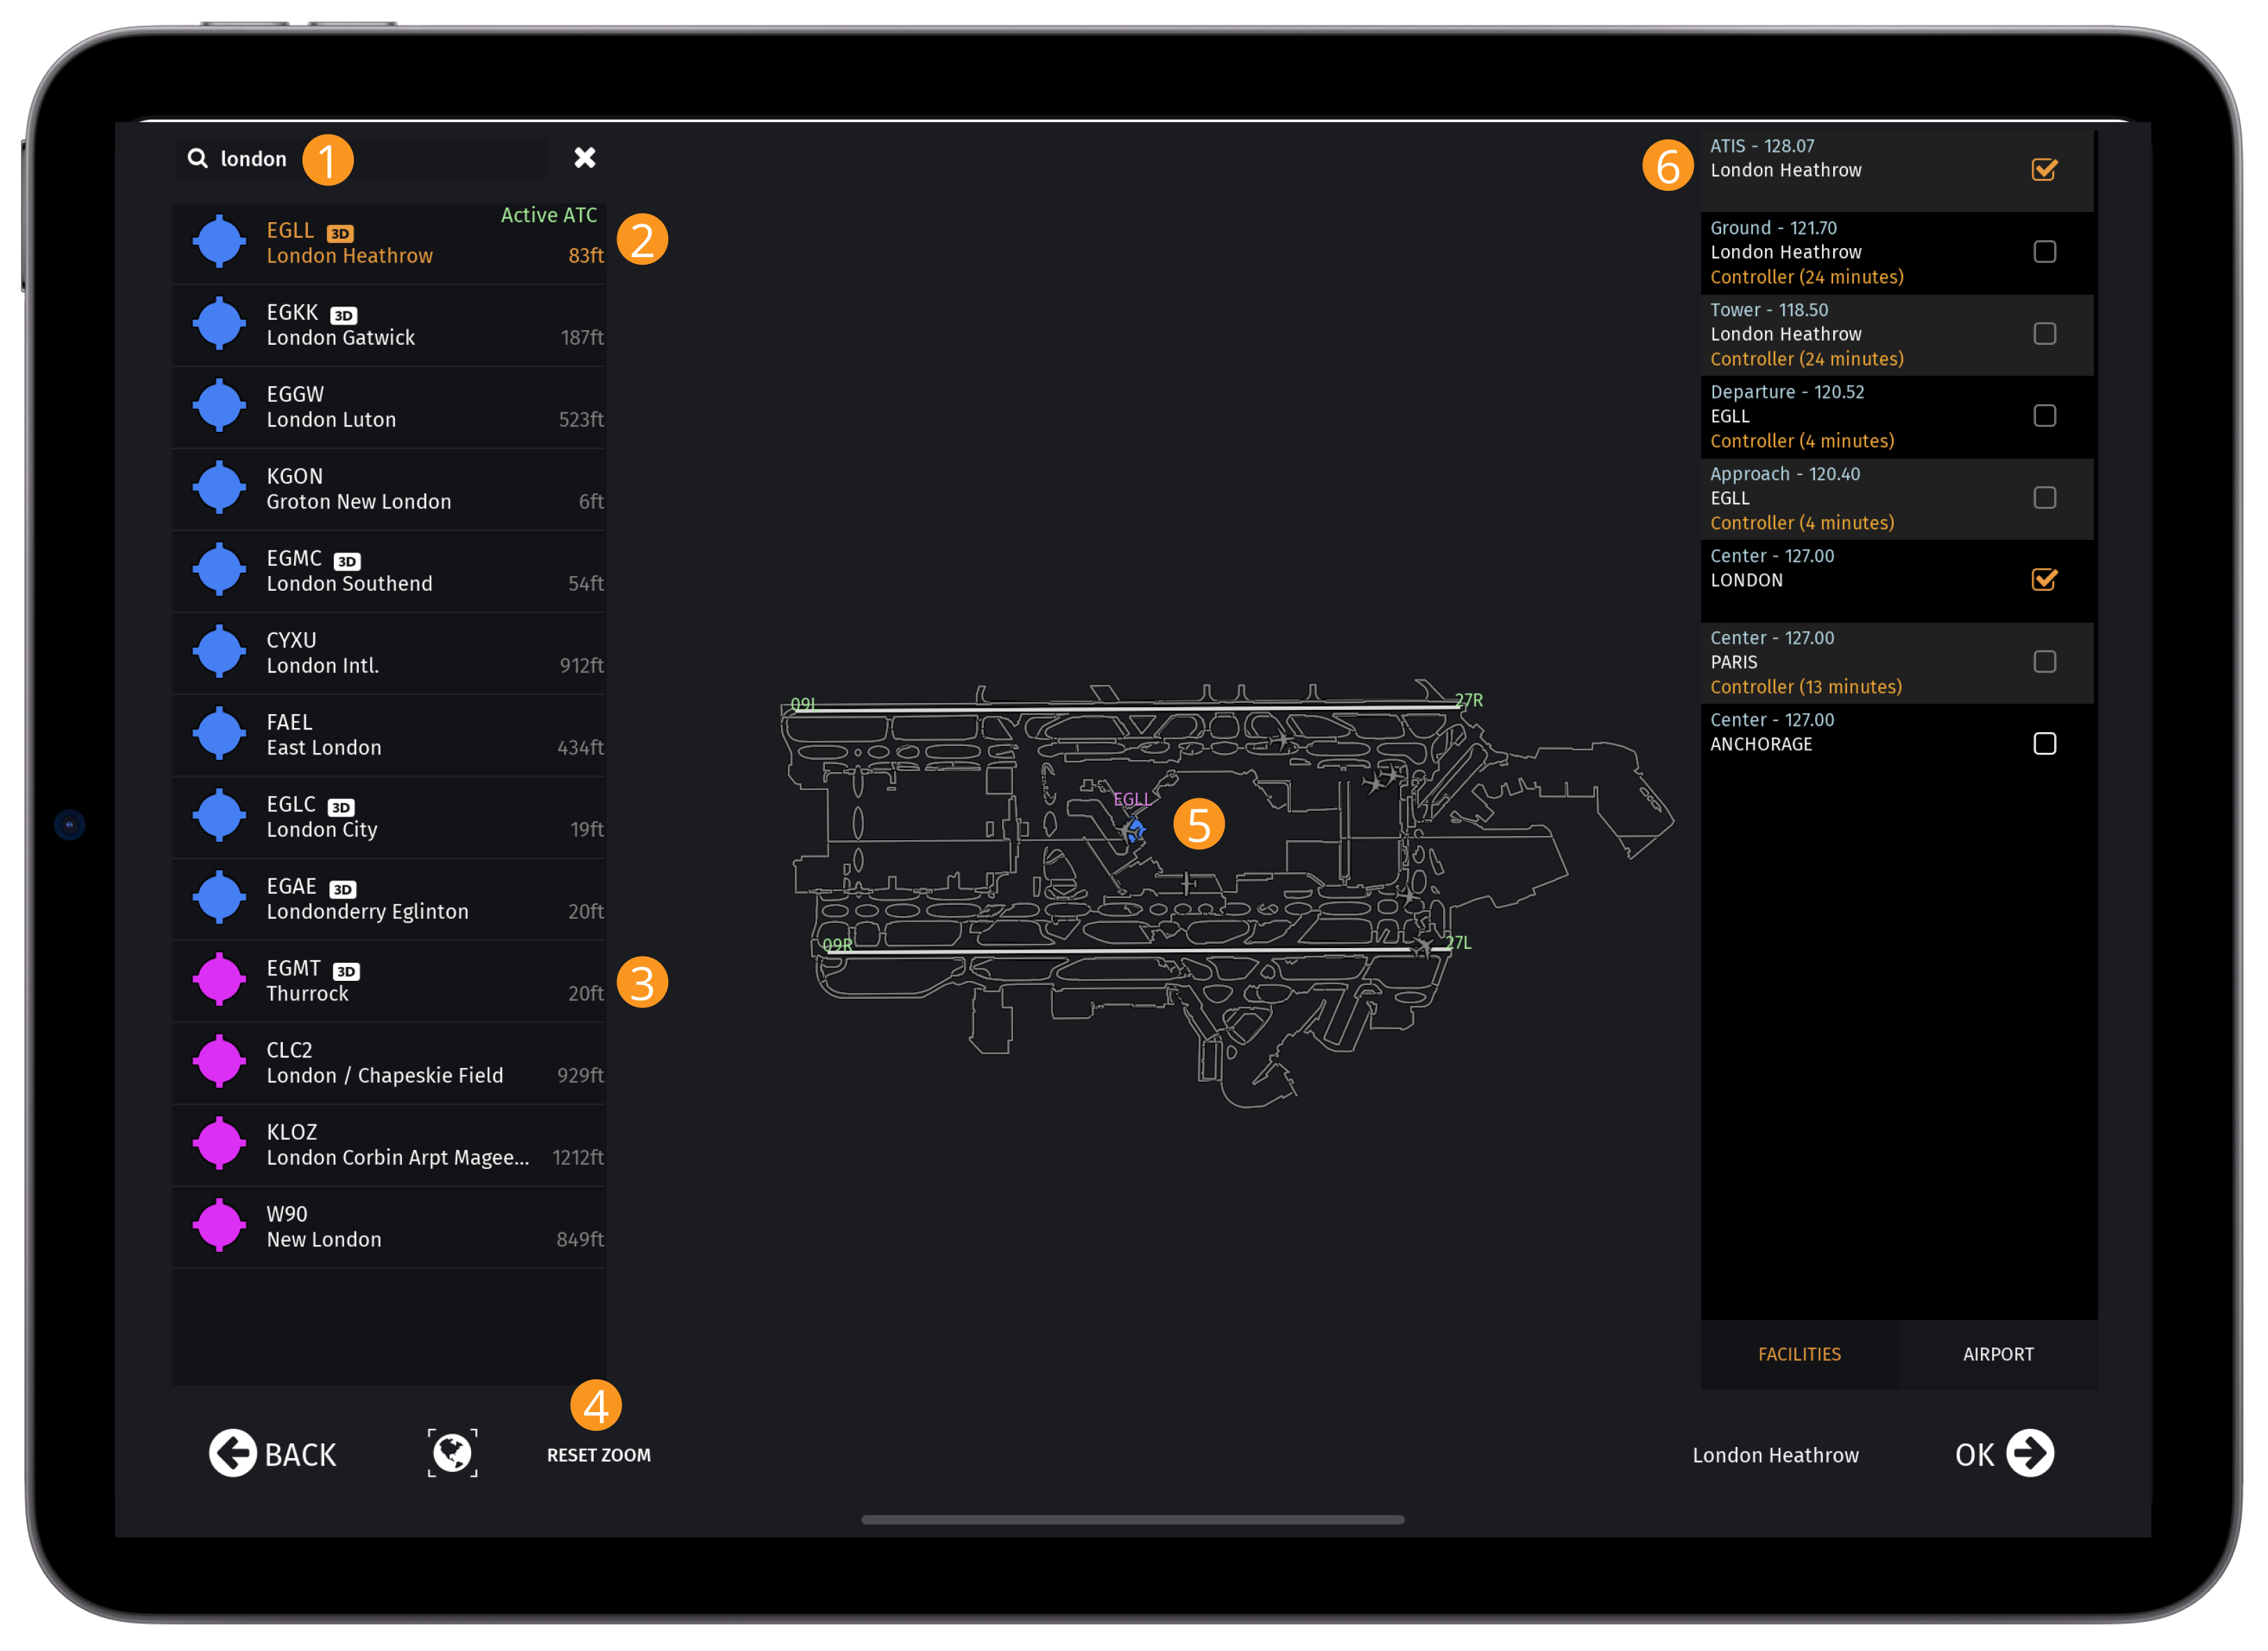 london
1
Active ATC
EGLL 3D
London Heathrow 83ft
2
EGKK 3D
London Gatwick 187ft
EGGW
London Luton 523ft
KGON
Groton New London 6ft
EGMC 3D
London Southend 54ft
CYXU
London Intl. 912ft
FAEL
East London 434ft
EGLC 3D
London City 19ft
EGAE 3D
Londonderry Eglinton 20ft
EGMT 3D
Thurrock 20ft
3
CLC2
London / Chapeskie Field 929ft
KLOZ
London Corbin Arpt Magee... 1212ft
W90
New London 849ft
4
BACK
RESET ZOOM
09L
27R
EGLL
5
09R
27L
6
ATIS - 128.07
London Heathrow
Ground - 121.70
London Heathrow
Controller (24 minutes)
Tower - 118.50
London Heathrow
Controller (24 minutes)
Departure - 120.52
EGLL
Controller (4 minutes)
Approach - 120.40
EGLL
Controller (4 minutes)
Center - 127.00
LONDON
Center - 127.00
PARIS
Controller (13 minutes)
Center - 127.00
ANCHORAGE
FACILITIES
AIRPORT
London Heathrow
OK